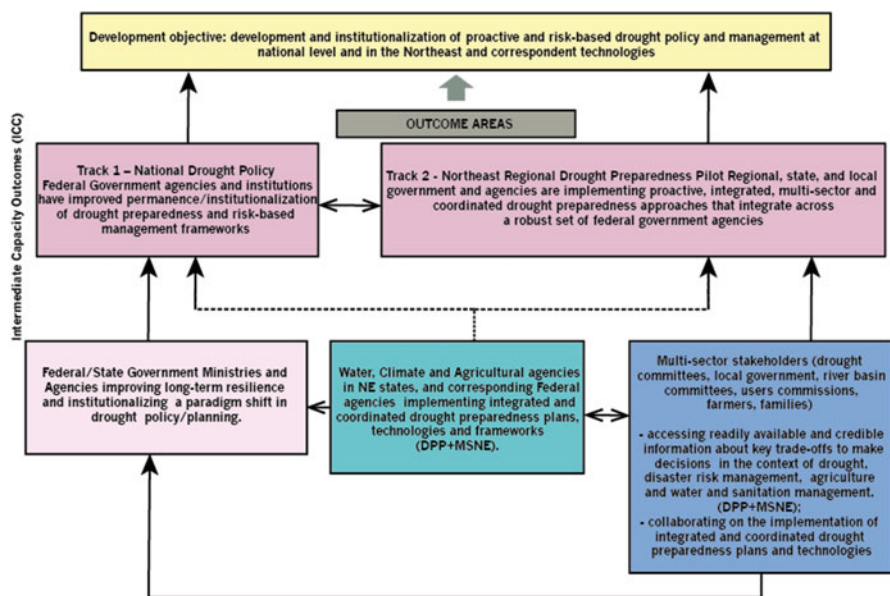 Development objective: development and institutionalization of proactive and risk-based drought policy and management at
national level and in the Northeast and correspondent technologies
OUTCOME AREAS
Intermediate Capacity Outcomes (ICC)
Track 1 – National Drought Policy
Federal Government agencies and institutions
have improved permanence/institutionalization
of drought preparedness and risk-based
management frameworks
Track 2 - Northeast Regional Drought Preparedness Pilot Regional, state, and local
government and agencies are implementing proactive, integrated, multi-sector and
coordinated drought preparedness approaches that integrate across
a robust set of federal government agencies
Federal/State Government Ministries and
Agencies improving long-term resilience
and institutionalizing a paradigm shift in
drought policy/planning.
Water, Climate and Agricultural agencies
in NE states, and corresponding Federal
agencies implementing integrated and
coordinated drought preparedness plans,
technologies and frameworks
(DPP+MSNE).
Multi-sector stakeholders (drought
committees, local government, river basin
committees, users commissions,
farmers, families)
- accessing readily available and credible
information about key trade-offs to make
decisions in the context of drought,
disaster risk management, agriculture
and water and sanitation management.
(DPP+MSNE);
- collaborating on the implementation of
integrated and coordinated drought
preparedness plans and technologies